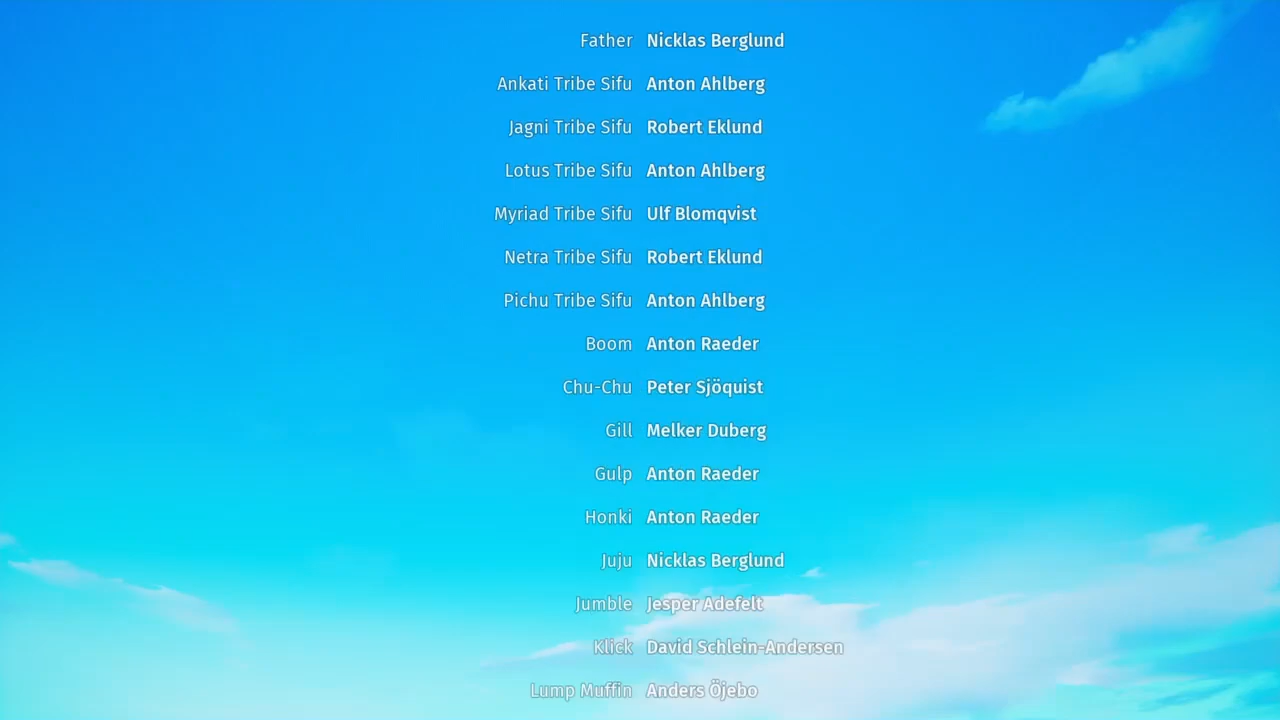 Father Nicklas Berglund
Ankati Tribe Sifu Anton Ahlberg
Jagni Tribe Sifu Robert Eklund
Lotus Tribe Sifu Anton Ahlberg
Myriad Tribe Sifu Ulf Blomqvist
Netra Tribe Sifu Robert Eklund
Pichu Tribe Sifu Anton Ahlberg
Boom Anton Raeder
Chu-Chu Peter Sjöquist
Gill Melker Duberg
Gulp Anton Raeder
Honki Anton Raeder
Juju Nicklas Berglund
Jumble Jesper Adefelt
Klick David Schlein-Andersen
Lump Muffin Anders Öjebo